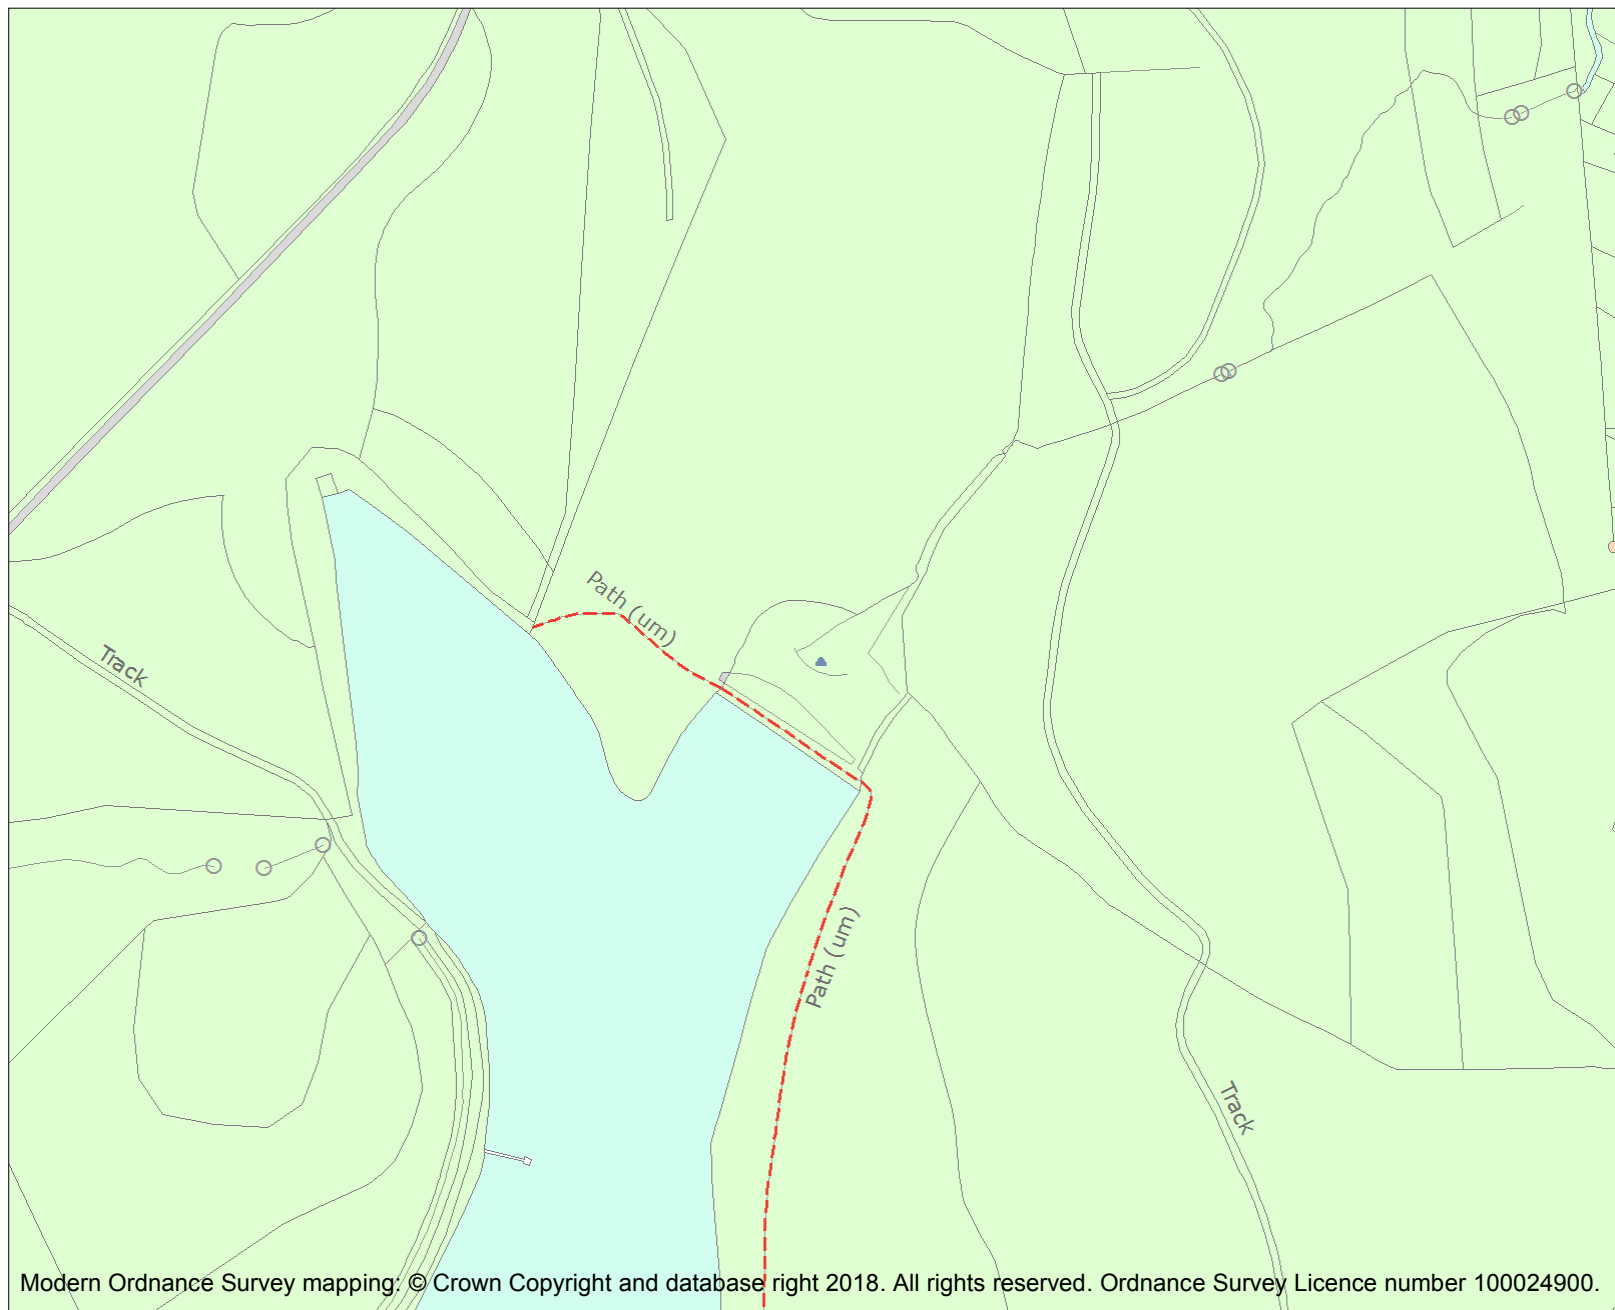 Path (um)
Track
Path (um)
Track
Modern Ordnance Survey mapping: © Crown Copyright and database right 2018. All rights reserved. Ordnance Survey Licence number 100024900.